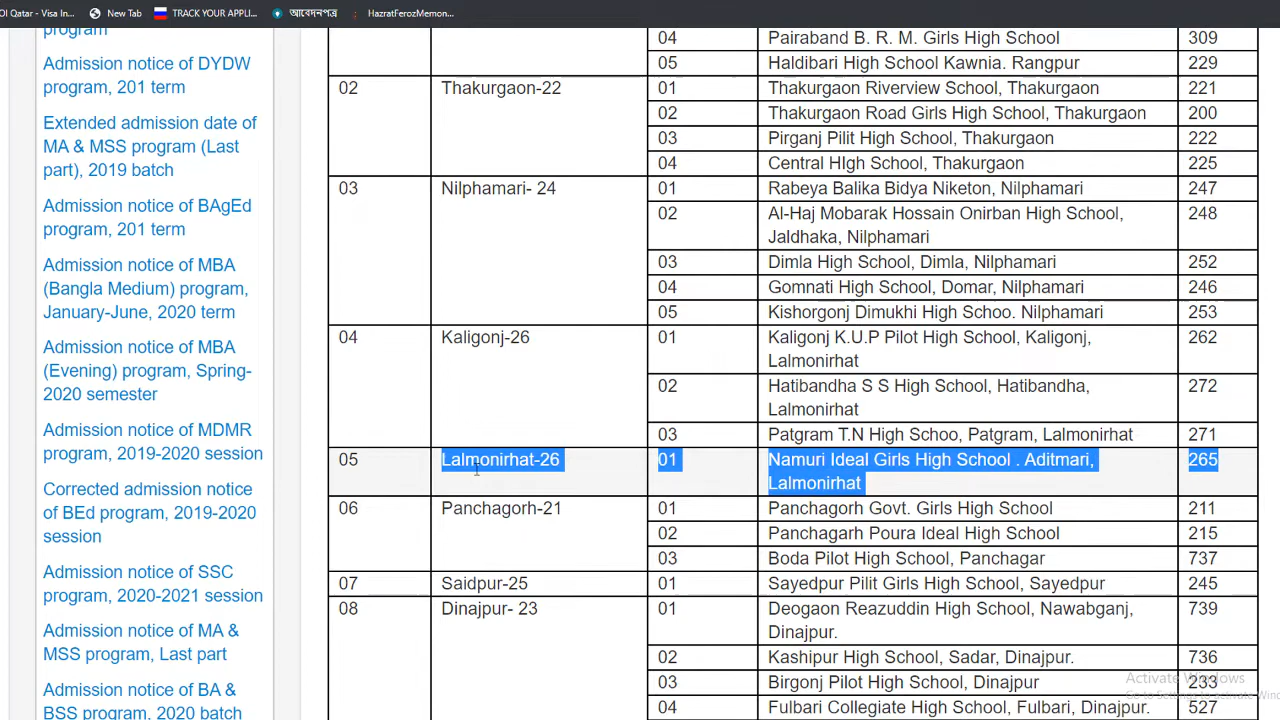 OI Qatar - Visa In... New Tab TRACK YOUR APPLI... আবেদনপত্র HazratFerozMemon...
program
Admission notice of DYDW
program, 201 term
Extended admission date of
MA & MSS program (Last
part), 2019 batch
Admission notice of BAgEd
program, 201 term
Admission notice of MBA
(Bangla Medium) program,
January-June, 2020 term
Admission notice of MBA
(Evening) program, Spring-
2020 semester
Admission notice of MDMR
program, 2019-2020 session
Corrected admission notice
of BEd program, 2019-2020
session
Admission notice of SSC
program, 2020-2021 session
Admission notice of MA &
MSS program, Last part
Admission notice of BA &
BSS program, 2020 batch
04 Pairaband B. R. M. Girls High School 309
05 Haldibari High School Kawnia. Rangpur 229
02 Thakurgaon-22 01 Thakurgaon Riverview School, Thakurgaon 221
02 Thakurgaon Road Girls High School, Thakurgaon 200
03 Pirganj Pilit High School, Thakurgaon 222
04 Central HIgh School, Thakurgaon 225
03 Nilphamari- 24 01 Rabeya Balika Bidya Niketon, Nilphamari 247
02 Al-Haj Mobarak Hossain Onirban High School, 248
Jaldhaka, Nilphamari
03 Dimla High School, Dimla, Nilphamari 252
04 Gomnati High School, Domar, Nilphamari 246
05 Kishorgonj Dimukhi High Schoo. Nilphamari 253
04 Kaligonj-26 01 Kaligonj K.U.P Pilot High School, Kaligonj, 262
Lalmonirhat
02 Hatibandha S S High School, Hatibandha, 272
Lalmonirhat
03 Patgram T.N High Schoo, Patgram, Lalmonirhat 271
05 Lalmonirhat-26 01 Namuri Ideal Girls High School . Aditmari, 265
Lalmonirhat
06 Panchagorh-21 01 Panchagorh Govt. Girls High School 211
02 Panchagarh Poura Ideal High School 215
03 Boda Pilot High School, Panchagar 737
07 Saidpur-25 01 Sayedpur Pilit Girls High School, Sayedpur 245
08 Dinajpur- 23 01 Deogaon Reazuddin High School, Nawabganj, 739
Dinajpur.
02 Kashipur High School, Sadar, Dinajpur. 736
03 Birgonj Pilot High School, Dinajpur 233
04 Fulbari Collegiate High School, Fulbari, Dinajpur. 527
Activate Windows
Go to Settings to activate Win